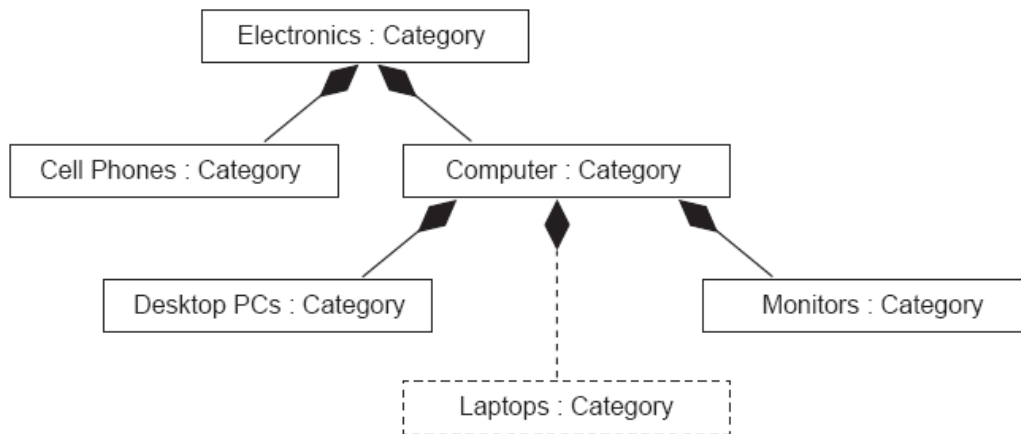 Electronics : Category
Cell Phones : Category
Computer : Category
Desktop PCs : Category
Monitors : Category
Laptops : Category